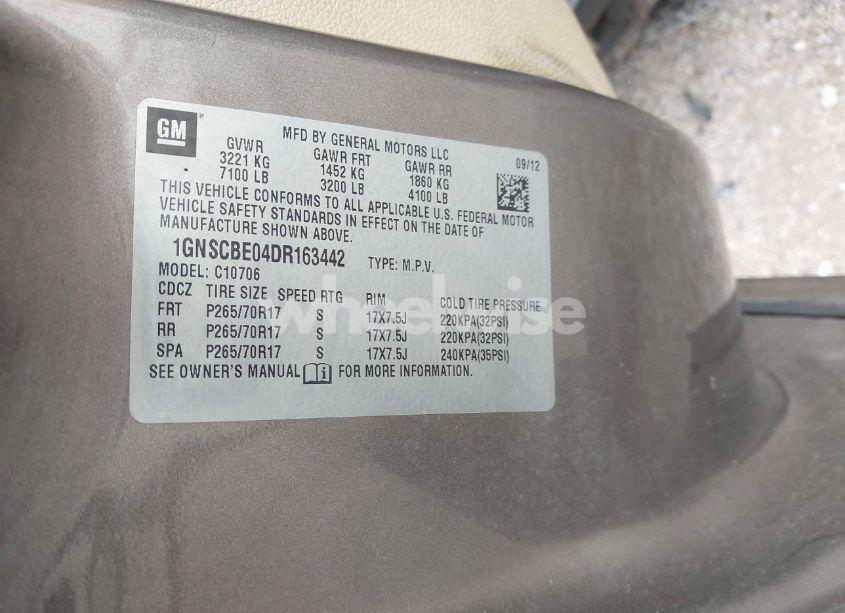 GM
MFD BY GENERAL MOTORS LLC
09/12
GVWR GAWR FRT GAWR RR
3221 KG 1452 KG 1860 KG
7100 LB 3200 LB 4100 LB
THIS VEHICLE CONFORMS TO ALL APPLICABLE U.S. FEDERAL MOTOR
VEHICLE SAFETY STANDARDS IN EFFECT ON THE DATE OF
MANUFACTURE SHOWN ABOVE.
1GNSCBE04DR163442 TYPE: M.P.V.
MODEL: C10706
CDCZ TIRE SIZE SPEED RTG RIM COLD TIRE PRESSURE
FRT P265/70R17 S 17X7.5J 220KPA(32PSI)
RR P265/70R17 S 17X7.5J 220KPA(32PSI)
SPA P265/70R17 S 17X7.5J 240KPA(35PSI)
SEE OWNER'S MANUAL FOR MORE INFORMATION.